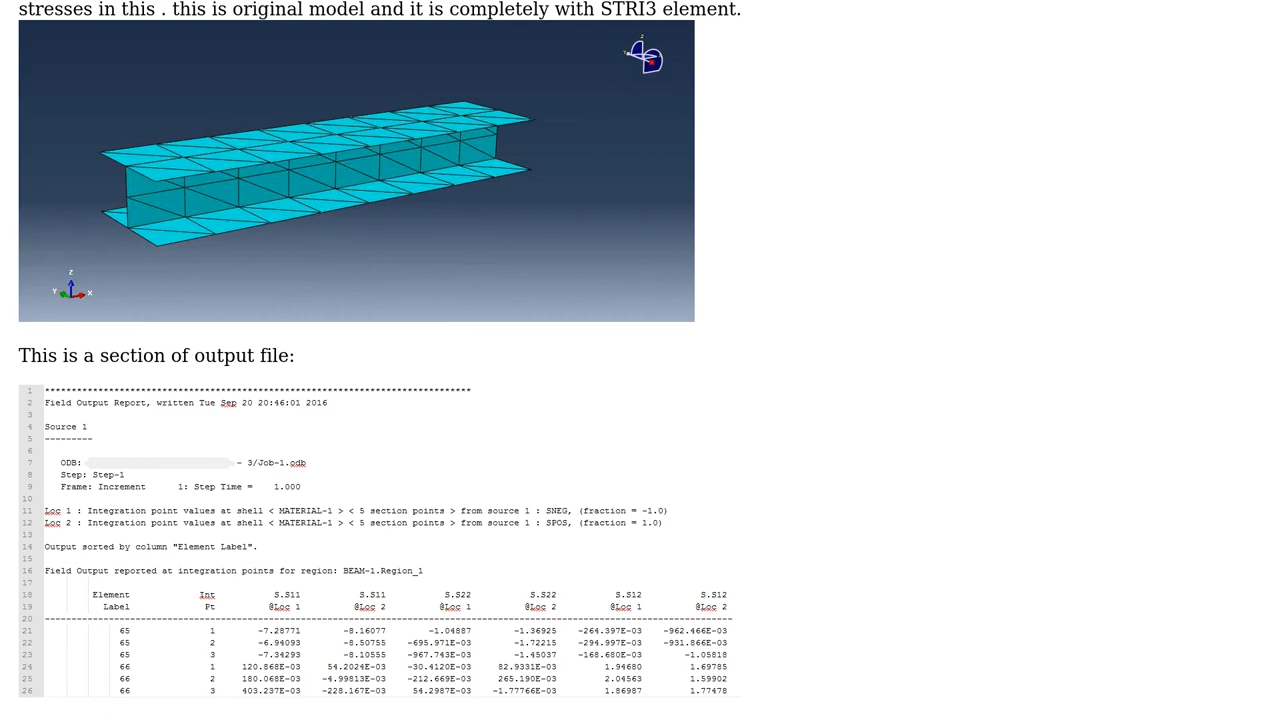 stresses in this . this is original model and it is completely with STRI3 element.
Z
Y
Z
Y X
This is a section of output file:
1 ********************************************************************************
2 Field Output Report, written Tue Sep 20 20:46:01 2016
3
4 Source 1
5 ---------
6
7 ODB: - 3/Job-1.odb
8 Step: Step-1
9 Frame: Increment 1: Step Time = 1.000
10
11 Loc 1 : Integration point values at shell < MATERIAL-1 > < 5 section points > from source 1 : SNEG, (fraction = -1.0)
12 Loc 2 : Integration point values at shell < MATERIAL-1 > < 5 section points > from source 1 : SPOS, (fraction = 1.0)
13
14 Output sorted by column "Element Label".
15
16 Field Output reported at integration points for region: BEAM-1.Region_1
17
18 Element Int S.S11 S.S11 S.S22 S.S22 S.S12 S.S12
19 Label Pt @Loc 1 @Loc 2 @Loc 1 @Loc 2 @Loc 1 @Loc 2
20 ---------------------------------------------------------------------------------------------------------------------------------
21 65 1 -7.28771 -8.16077 -1.04887 -1.36925 -264.397E-03 -962.466E-03
22 65 2 -6.94093 -8.50755 -695.971E-03 -1.72215 -294.997E-03 -931.866E-03
23 65 3 -7.34293 -8.10555 -967.743E-03 -1.45037 -168.680E-03 -1.05818
24 66 1 120.868E-03 54.2024E-03 -30.4120E-03 82.9331E-03 1.94680 1.69785
25 66 2 180.068E-03 -4.99813E-03 -212.669E-03 265.190E-03 2.04563 1.59902
26 66 3 403.237E-03 -228.167E-03 54.2987E-03 -1.77766E-03 1.86987 1.77478